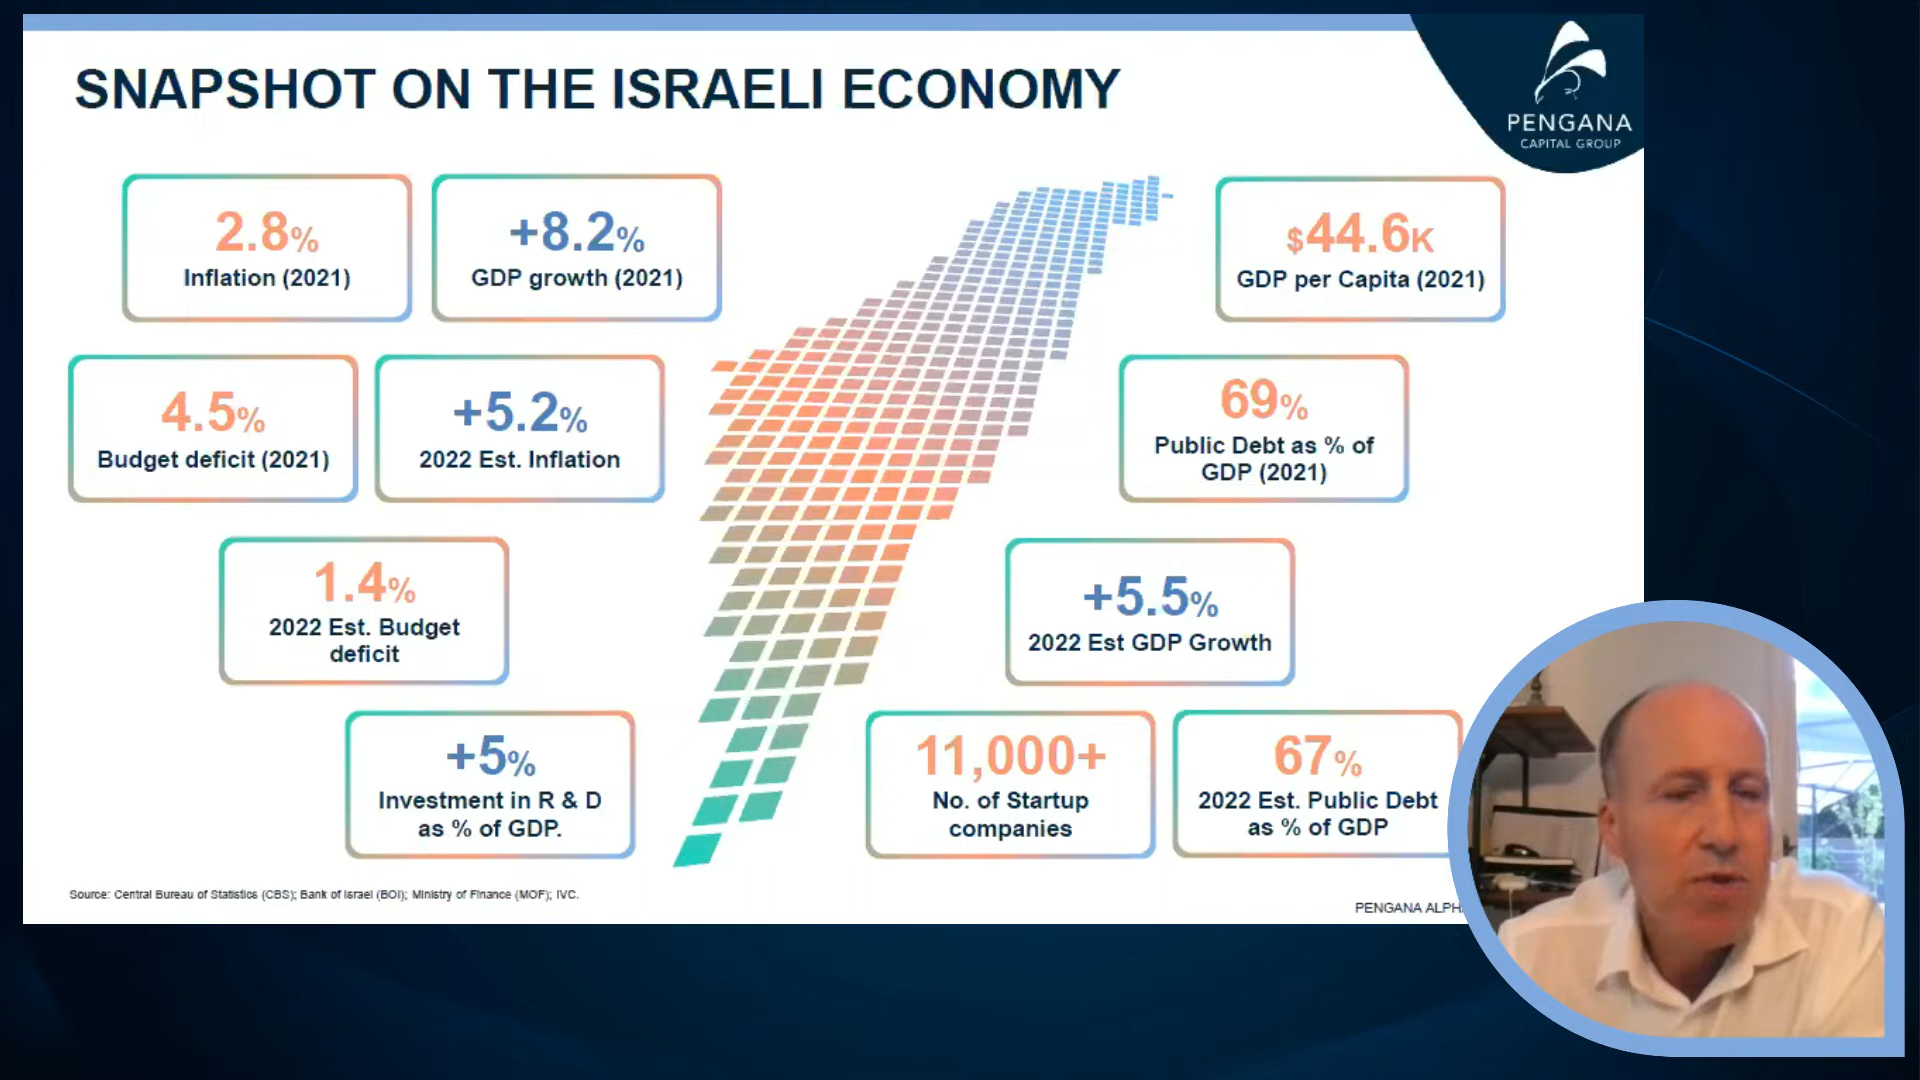 SNAPSHOT ON THE ISRAELI ECONOMY
PENGANA
CAPITAL GROUP
2.8%
Inflation (2021)
+8.2%
GDP growth (2021)
$44.6K
GDP per Capita (2021)
4.5%
Budget deficit (2021)
+5.2%
2022 Est. Inflation
69%
Public Debt as % of
GDP (2021)
1.4%
2022 Est. Budget
deficit
+5.5%
2022 Est GDP Growth
+5%
Investment in R & D
as % of GDP.
11,000+
No. of Startup
companies
67%
2022 Est. Public Debt
as % of GDP
Source: Central Bureau of Statistics (CBS); Bank of Israel (BOI); Ministry of Finance (MOF); IVC.
PENGANA